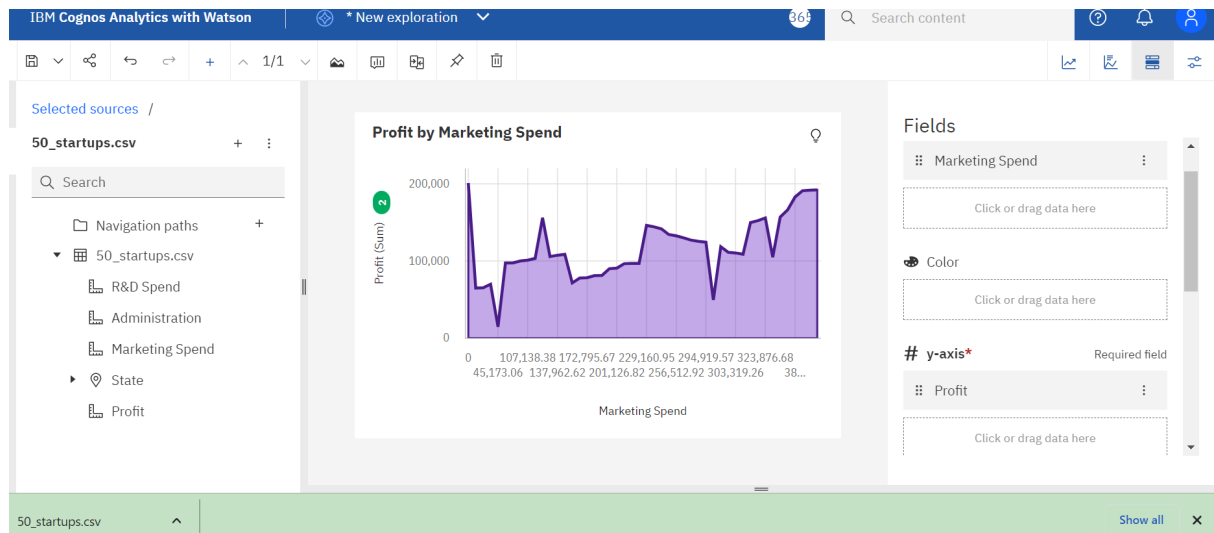 IBM Cognos Analytics with Watson
* New exploration
365
Search content
1/1
Selected sources /
50_startups.csv
Search
Navigation paths
50_startups.csv
R&D Spend
Administration
Marketing Spend
State
Profit
Profit by Marketing Spend
2
Profit (Sum)
200,000
100,000
0
0 107,138.38 172,795.67 229,160.95 294,919.57 323,876.68
45,173.06 137,962.62 201,126.82 256,512.92 303,319.26 38...
Marketing Spend
Fields
Marketing Spend
Click or drag data here
Color
Click or drag data here
# y-axis* Required field
Profit
Click or drag data here
50_startups.csv
Show all